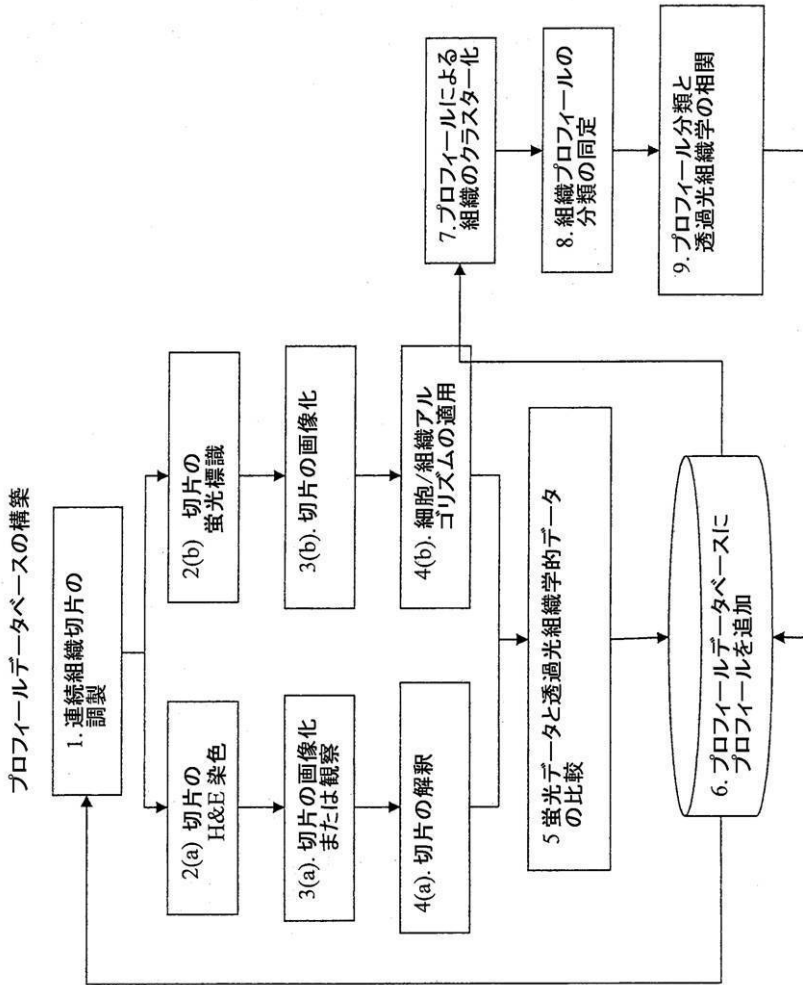 プロフィールデータベースの構築
1. 連続組織切片の
調製
2(a) 切片の
H&E 染色
2(b) 切片の
蛍光標識
3(a). 切片の画像化
または観察
3(b). 切片の画像化
4(a). 切片の解釈
4(b). 細胞/組織アル
ゴリズムの適用
5 蛍光データと透過光組織学的データ
の比較
6. プロフィールデータベースに
プロフィールを追加
7. プロフィールによる
組織のクラスター化
8. 組織プロフィールの
分類の同定
9. プロフィール分類と
透過光組織学の相関